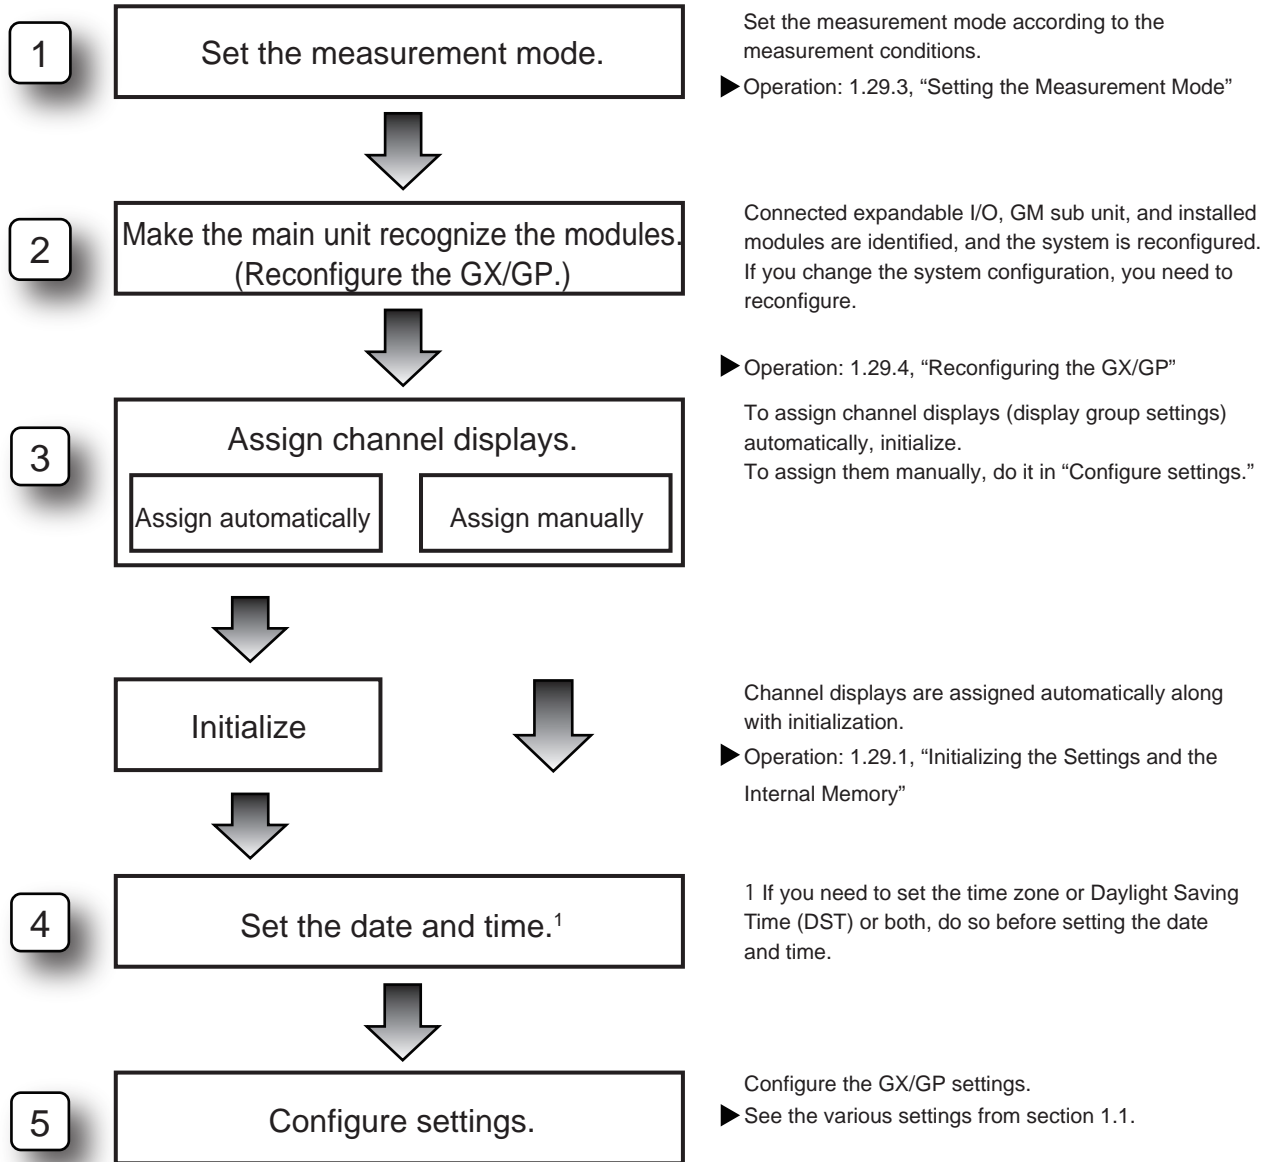 1
Set the measurement mode.
Set the measurement mode according to the
measurement conditions.
▶Operation: 1.29.3, “Setting the Measurement Mode”
2
Make the main unit recognize the modules.
(Reconfigure the GX/GP.)
Connected expandable I/O, GM sub unit, and installed
modules are identified, and the system is reconfigured.
If you change the system configuration, you need to
reconfigure.
▶Operation: 1.29.4, “Reconfiguring the GX/GP”
3
Assign channel displays.
Assign automatically
Assign manually
To assign channel displays (display group settings)
automatically, initialize.
To assign them manually, do it in “Configure settings.”
Initialize
Channel displays are assigned automatically along
with initialization.
▶Operation: 1.29.1, “Initializing the Settings and the
Internal Memory”
4
Set the date and time.¹
1 If you need to set the time zone or Daylight Saving
Time (DST) or both, do so before setting the date
and time.
5
Configure settings.
Configure the GX/GP settings.
▶See the various settings from section 1.1.